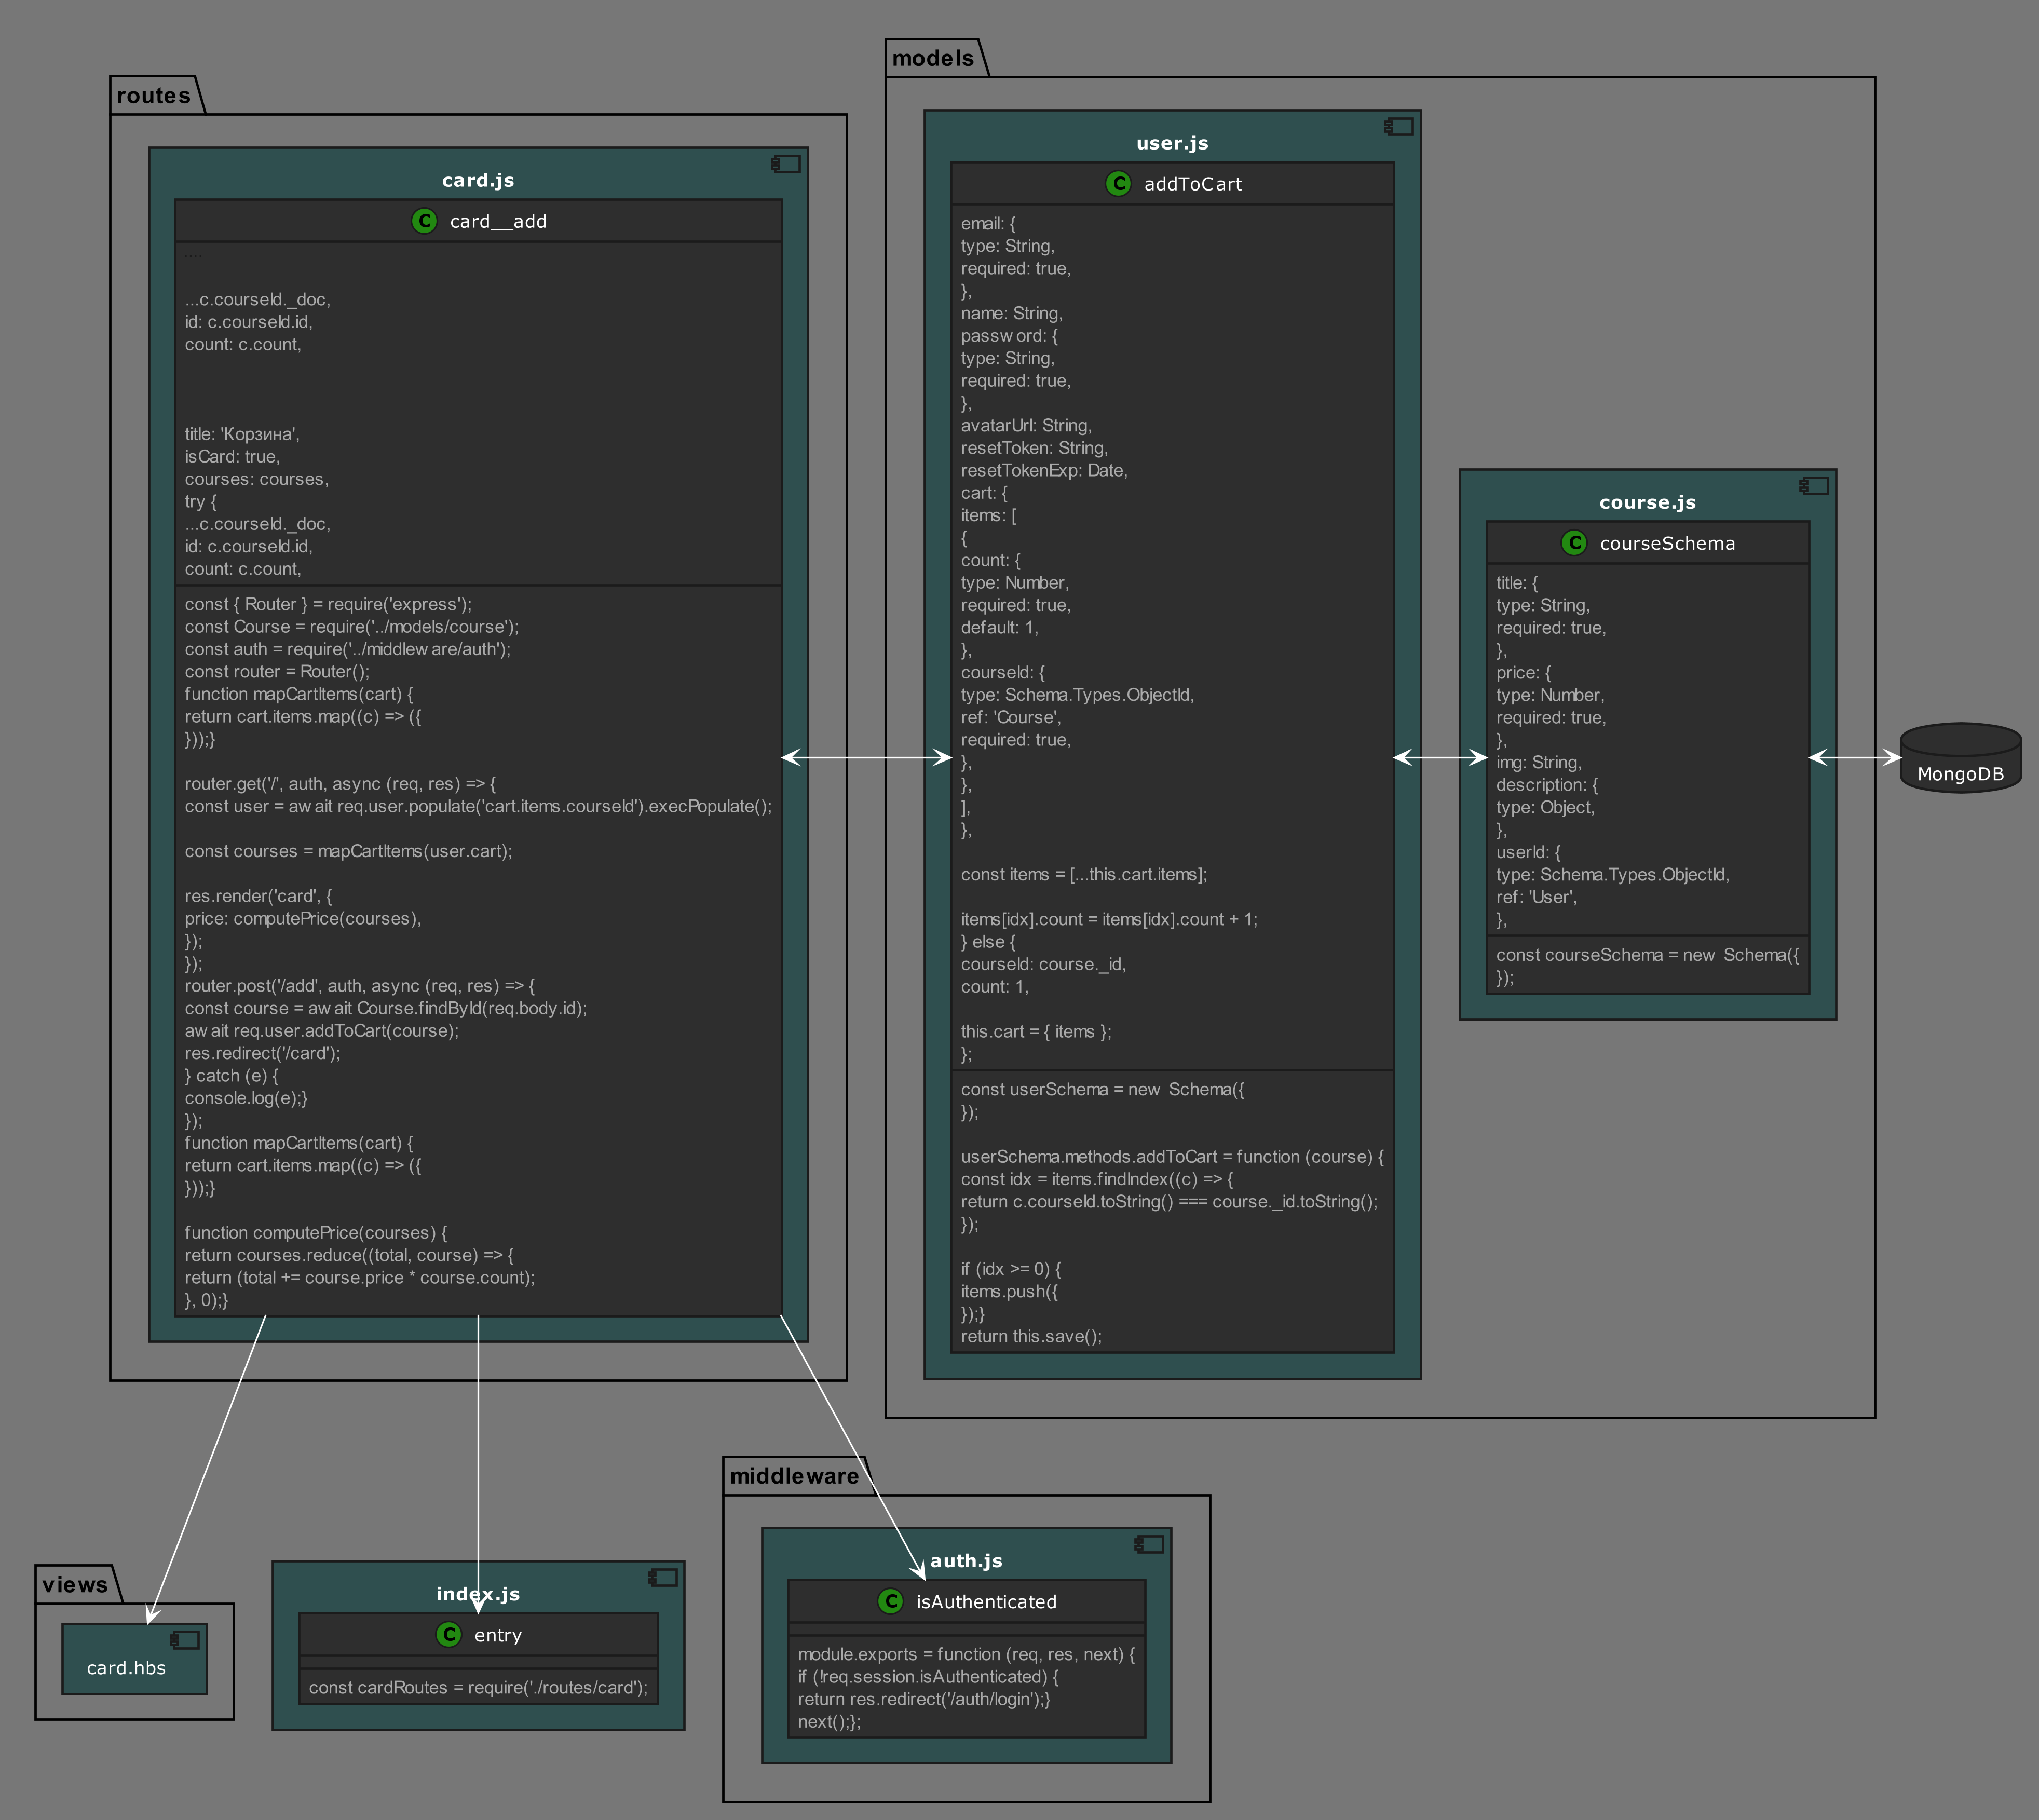 routes
card.js
C card__add
....
...c.courseId._doc,
id: c.courseId.id,
count: c.count,
title: 'Корзина',
isCard: true,
courses: courses,
try {
...c.courseId._doc,
id: c.courseId.id,
count: c.count,
const { Router } = require('express');
const Course = require('../models/course');
const auth = require('../middleware/auth');
const router = Router();
function mapCartItems(cart) {
return cart.items.map((c) => ({
}));}
router.get('/', auth, async (req, res) => {
const user = await req.user.populate('cart.items.courseId').execPopulate();
const courses = mapCartItems(user.cart);
res.render('card', {
price: computePrice(courses),
});
});
router.post('/add', auth, async (req, res) => {
const course = await Course.findById(req.body.id);
await req.user.addToCart(course);
res.redirect('/card');
} catch (e) {
console.log(e);}
});
function mapCartItems(cart) {
return cart.items.map((c) => ({
}));}
function computePrice(courses) {
return courses.reduce((total, course) => {
return (total += course.price * course.count);
}, 0);}
models
user.js
C addToCart
email: {
type: String,
required: true,
},
name: String,
password: {
type: String,
required: true,
},
avatarUrl: String,
resetToken: String,
resetTokenExp: Date,
cart: {
items: [
{
count: {
type: Number,
required: true,
default: 1,
},
courseId: {
type: Schema.Types.ObjectId,
ref: 'Course',
required: true,
},
},
],
},
const items = [...this.cart.items];
items[idx].count = items[idx].count + 1;
} else {
courseId: course._id,
count: 1,
this.cart = { items };
};
const userSchema = new Schema({
});
userSchema.methods.addToCart = function (course) {
const idx = items.findIndex((c) => {
return c.courseId.toString() === course._id.toString();
});
if (idx >= 0) {
items.push({
});}
return this.save();
course.js
C courseSchema
title: {
type: String,
required: true,
},
price: {
type: Number,
required: true,
},
img: String,
description: {
type: Object,
},
userId: {
type: Schema.Types.ObjectId,
ref: 'User',
},
const courseSchema = new Schema({
});
MongoDB
views
card.hbs
index.js
C entry
const cardRoutes = require('./routes/card');
middleware
auth.js
C isAuthenticated
module.exports = function (req, res, next) {
if (!req.session.isAuthenticated) {
return res.redirect('/auth/login');}
next();};